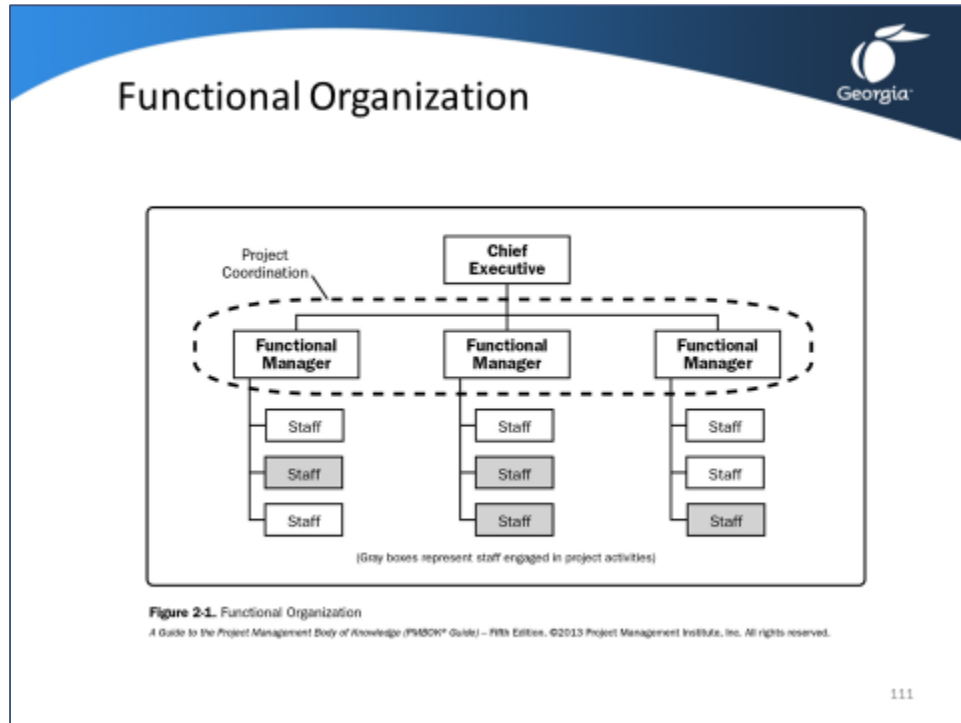 Georgia
Functional Organization
Project
Coordination
Chief
Executive
Functional
Manager
Functional
Manager
Functional
Manager
Staff
Staff
Staff
Staff
Staff
Staff
Staff
Staff
Staff
(Gray boxes represent staff engaged in project activities)
Figure 2-1. Functional Organization
A Guide to the Project Management Body of Knowledge (PMBOK® Guide) – Fifth Edition. ©2013 Project Management Institute, Inc. All rights reserved.
111